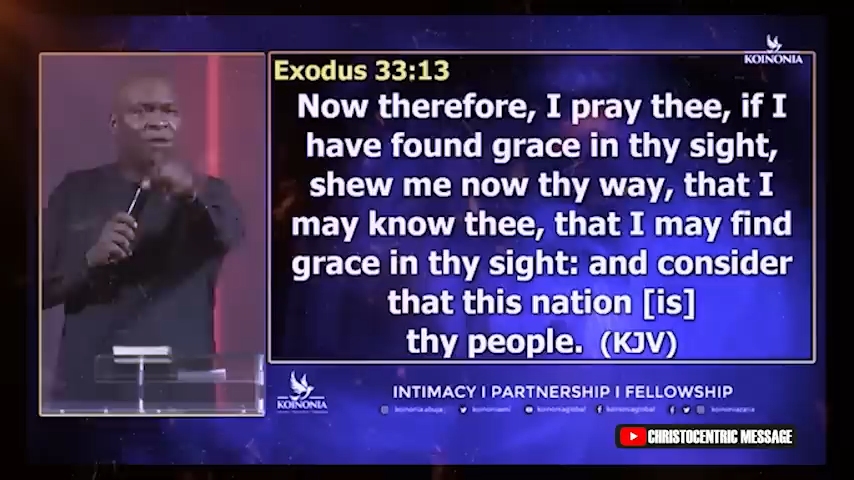 KOINONIA
Exodus 33:13
Now therefore, I pray thee, if I
have found grace in thy sight,
shew me now thy way, that I
may know thee, that I may find
grace in thy sight: and consider
that this nation [is]
thy people. (KJV)
KOINONIA
INTIMACY I PARTNERSHIP I FELLOWSHIP
koinoniaglobal koinoniaglobal
CHRISTOCENTRIC MESSAGE